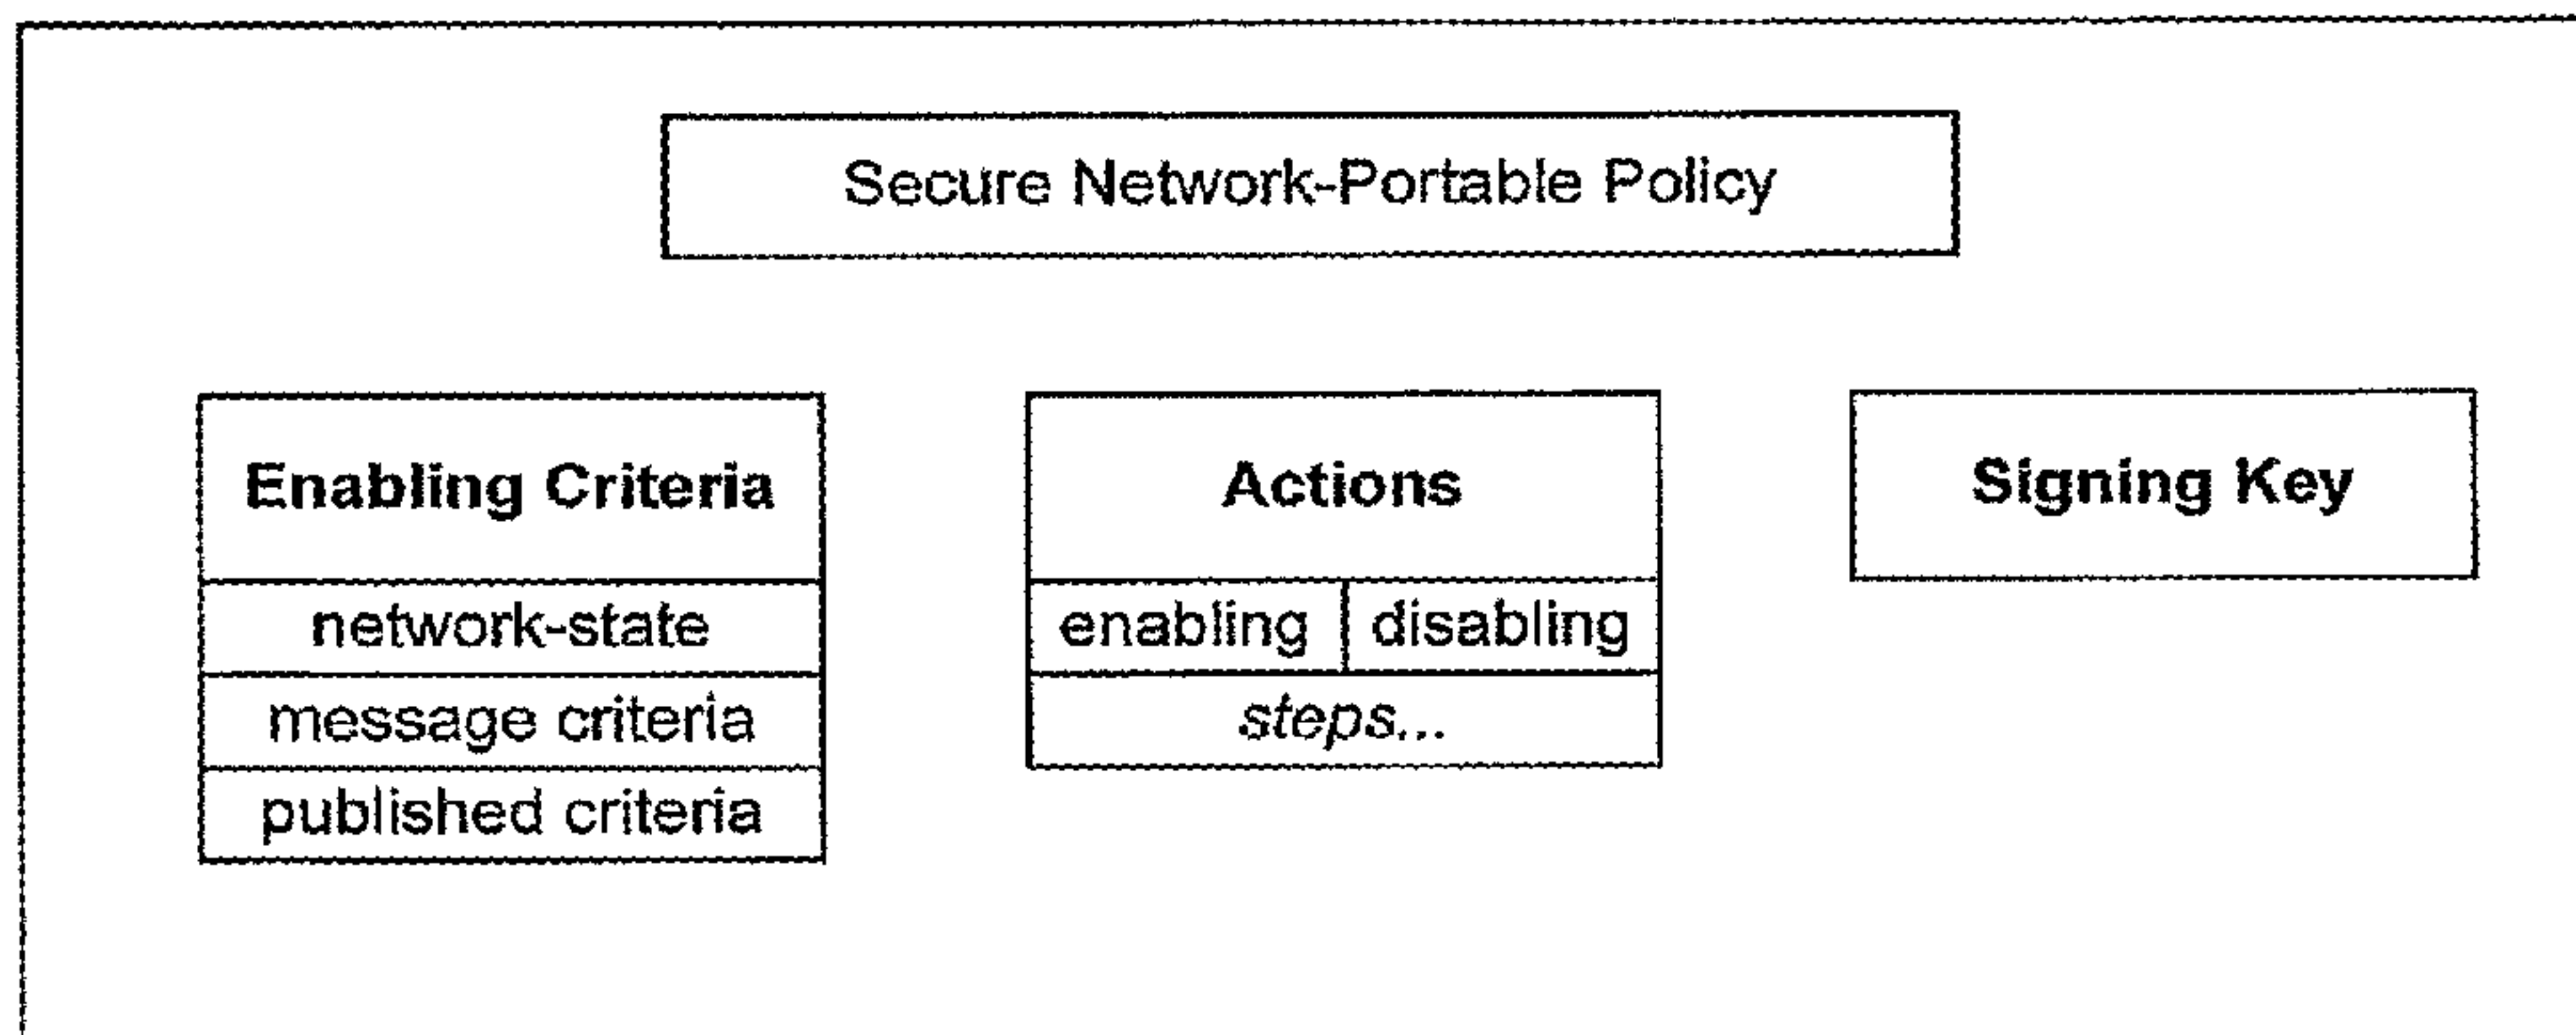 Secure Network-Portable Policy
Enabling Criteria
network-state
message criteria
published criteria
Actions
enabling disabling
steps...
Signing Key